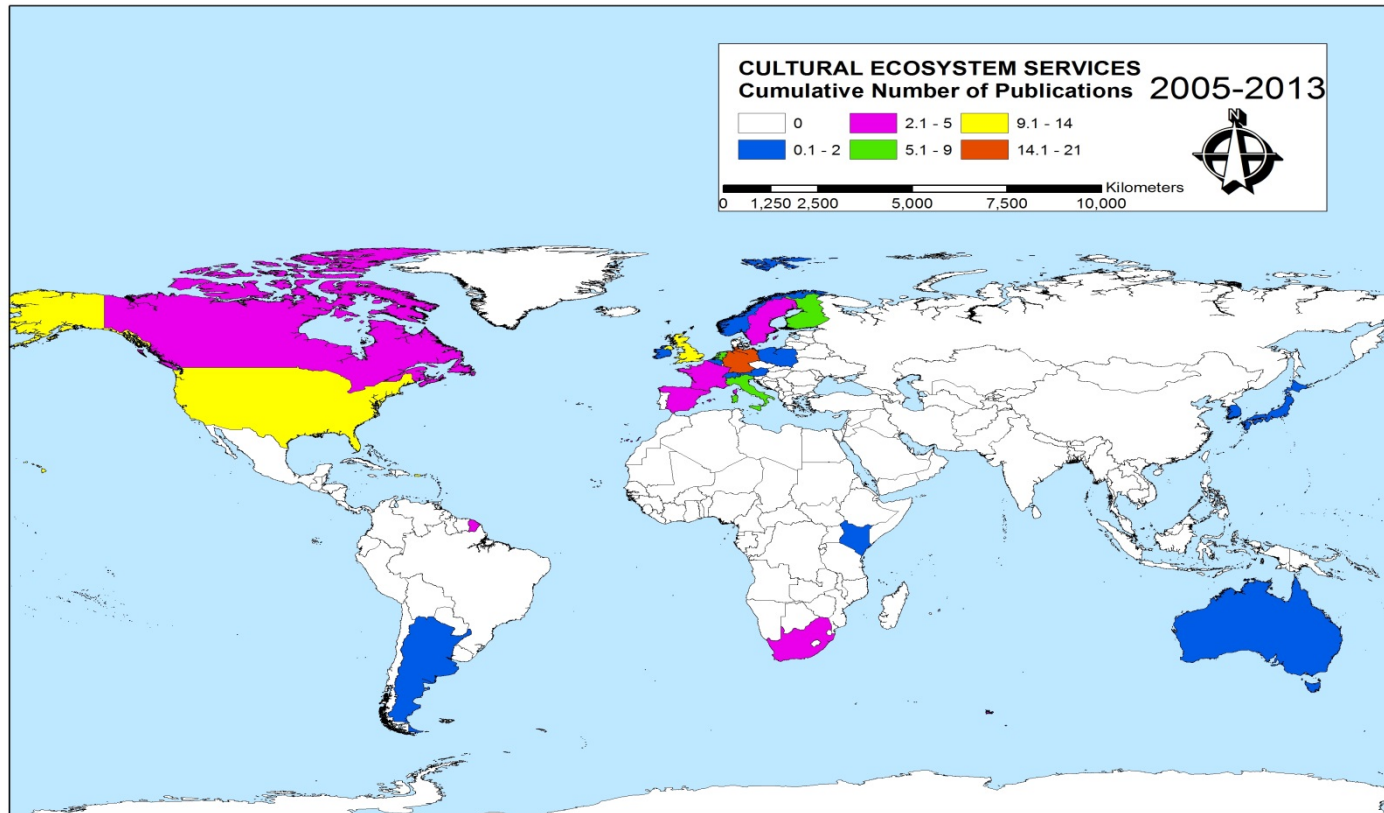 CULTURAL ECOSYSTEM SERVICES
Cumulative Number of Publications 2005-2013
0 2.1 - 5 9.1 - 14
0.1 - 2 5.1 - 9 14.1 - 21
N
Kilometers
0 1,250 2,500 5,000 7,500 10,000